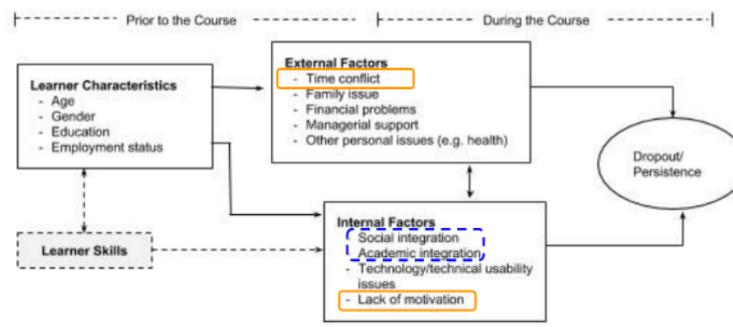 Prior to the Course
During the Course
Learner Characteristics
- Age
- Gender
- Education
- Employment status
External Factors
- Time conflict
- Family issue
- Financial problems
- Managerial support
- Other personal issues (e.g. health)
Dropout/
Persistence
Learner Skills
Internal Factors
Social integration
Academic integration
- Technology/technical usability
issues
- Lack of motivation